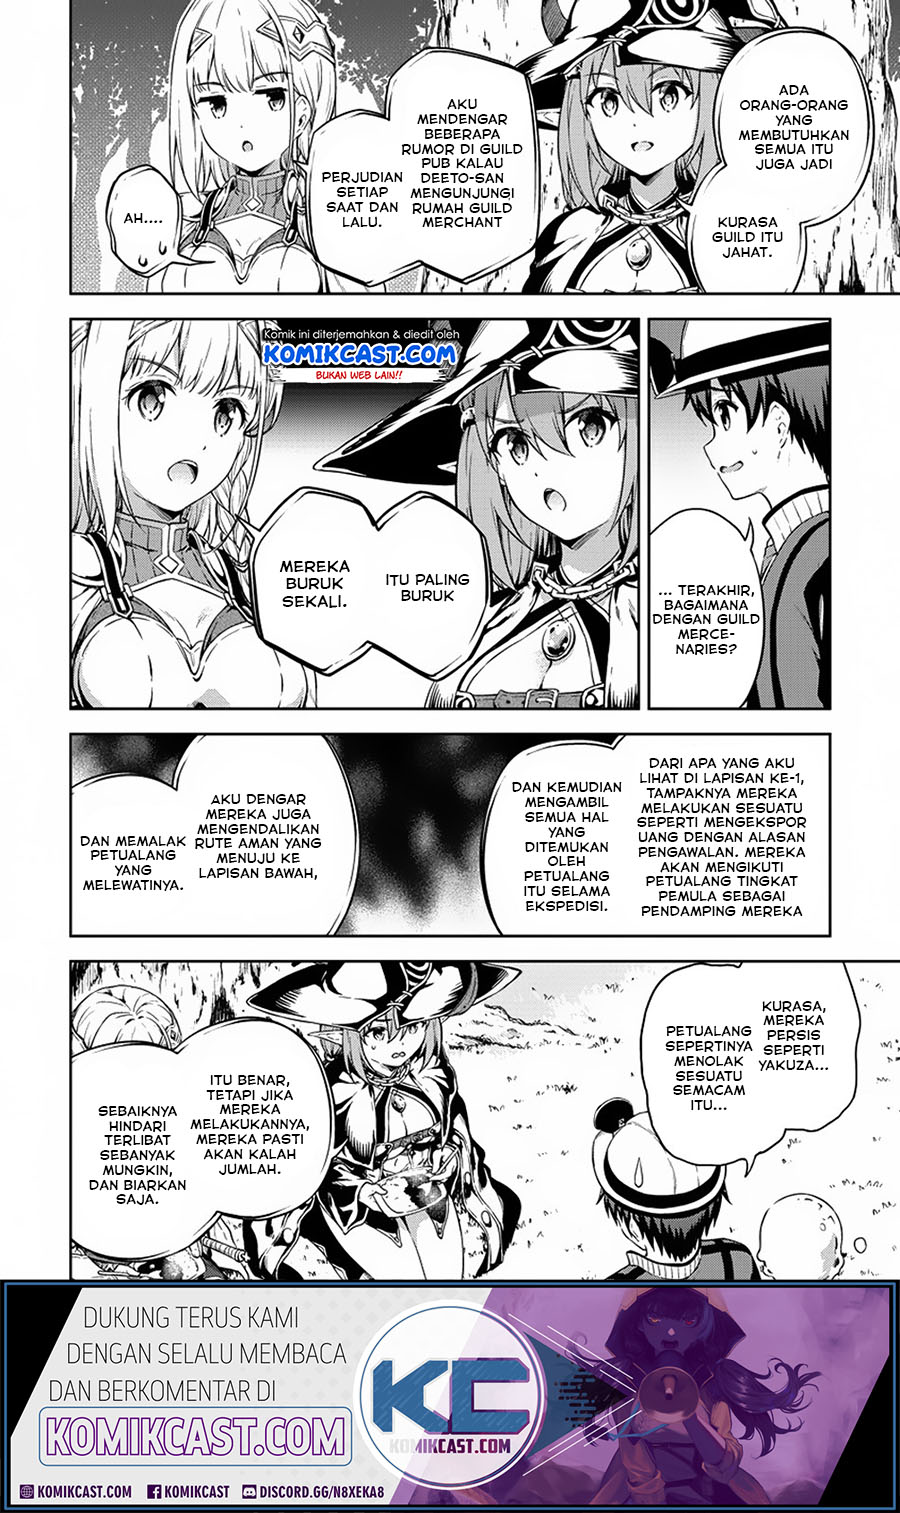 ADA
ORANG-ORANG
YANG
MEMBUTUHKAN
SEMUA ITU
JUGA JADI
KURASA
GUILD ITU
JAHAT.
AKU
MENDENGAR
BEBERAPA
RUMOR DI GUILD
PUB KALAU
DEETO-SAN
MENGUNJUNGI
RUMAH GUILD
MERCHANT
PERJUDIAN
SETIAP
SAAT DAN
LALU.
AH....
... TERAKHIR,
BAGAIMANA
DENGAN GUILD
MERCE-
NARIES?
Komik ini diterjemahkan & diedit oleh
KOMIKCAST.COM
BUKAN WEB LAIN!!
ITU PALING
BURUK
MEREKA
BURUK
SEKALI.
DARI APA YANG AKU
LIHAT DI LAPISAN KE-1,
TAMPAKNYA MEREKA
MELAKUKAN SESUATU
SEPERTI MENGEKSPOR
UANG DENGAN ALASAN
PENGAWALAN. MEREKA
AKAN MENGIKUTI
PETUALANG TINGKAT
PEMULA SEBAGAI
PENDAMPING MEREKA
DAN KEMUDIAN
MENGAMBIL
SEMUA HAL
YANG
DITEMUKAN
OLEH
PETUALANG
ITU SELAMA
EKSPEDISI.
AKU DENGAR
MEREKA JUGA
MENGENDALIKAN
RUTE AMAN YANG
MENUJU KE
LAPISAN BAWAH,
DAN MEMALAK
PETUALANG
YANG
MELEWATINYA.
KURASA,
MEREKA
PERSIS
SEPERTI
YAKUZA...
PETUALANG
SEPERTINYA
MENOLAK
SESUATU
SEMACAM
ITU...
ITU BENAR,
TETAPI JIKA
MEREKA
MELAKUKANNYA,
MEREKA PASTI
AKAN KALAH
JUMLAH.
SEBAIKNYA
HINDARI
TERLIBAT
SEBANYAK
MUNGKIN,
DAN BIARKAN
SAJA.
DUKUNG TERUS KAMI
DENGAN SELALU MEMBACA
DAN BERKOMENTAR DI
KOMIKCAST.COM
KC
KOMIKCAST.COM
KOMIKCAST.COM KOMIKCAST DISCORD.GG/N8XEKA8